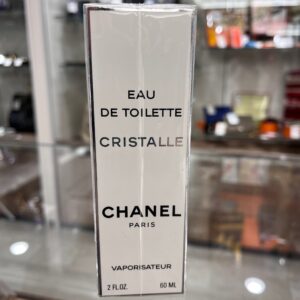 EAU
DE TOILETTE
CRISTALLE
CHANEL
PARIS
VAPORISATEUR
2 FL.OZ. 60 ML